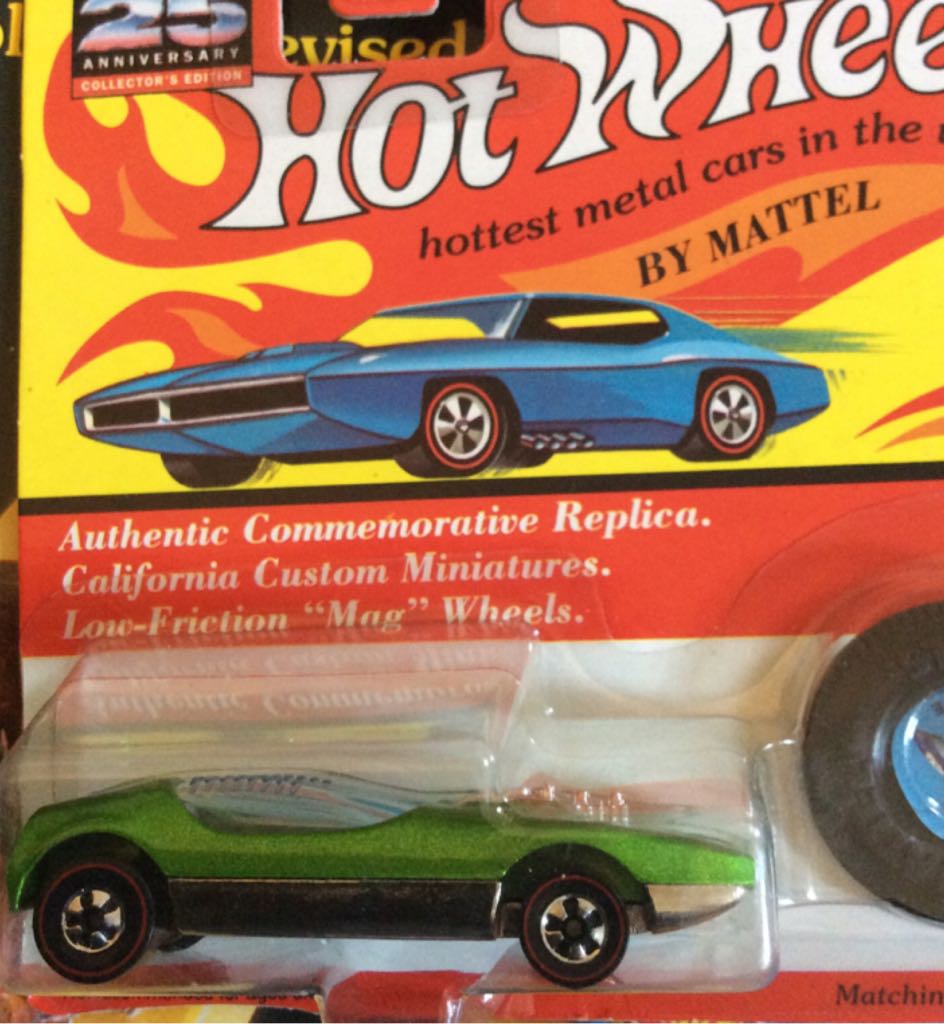 25
ANNIVERSARY
COLLECTOR'S EDITION
evised
Hot Whee
hottest metal cars in the
BY MATTEL
Authentic Commemorative Replica.
California Custom Miniatures.
Low-Friction "Mag" Wheels.
Matchin